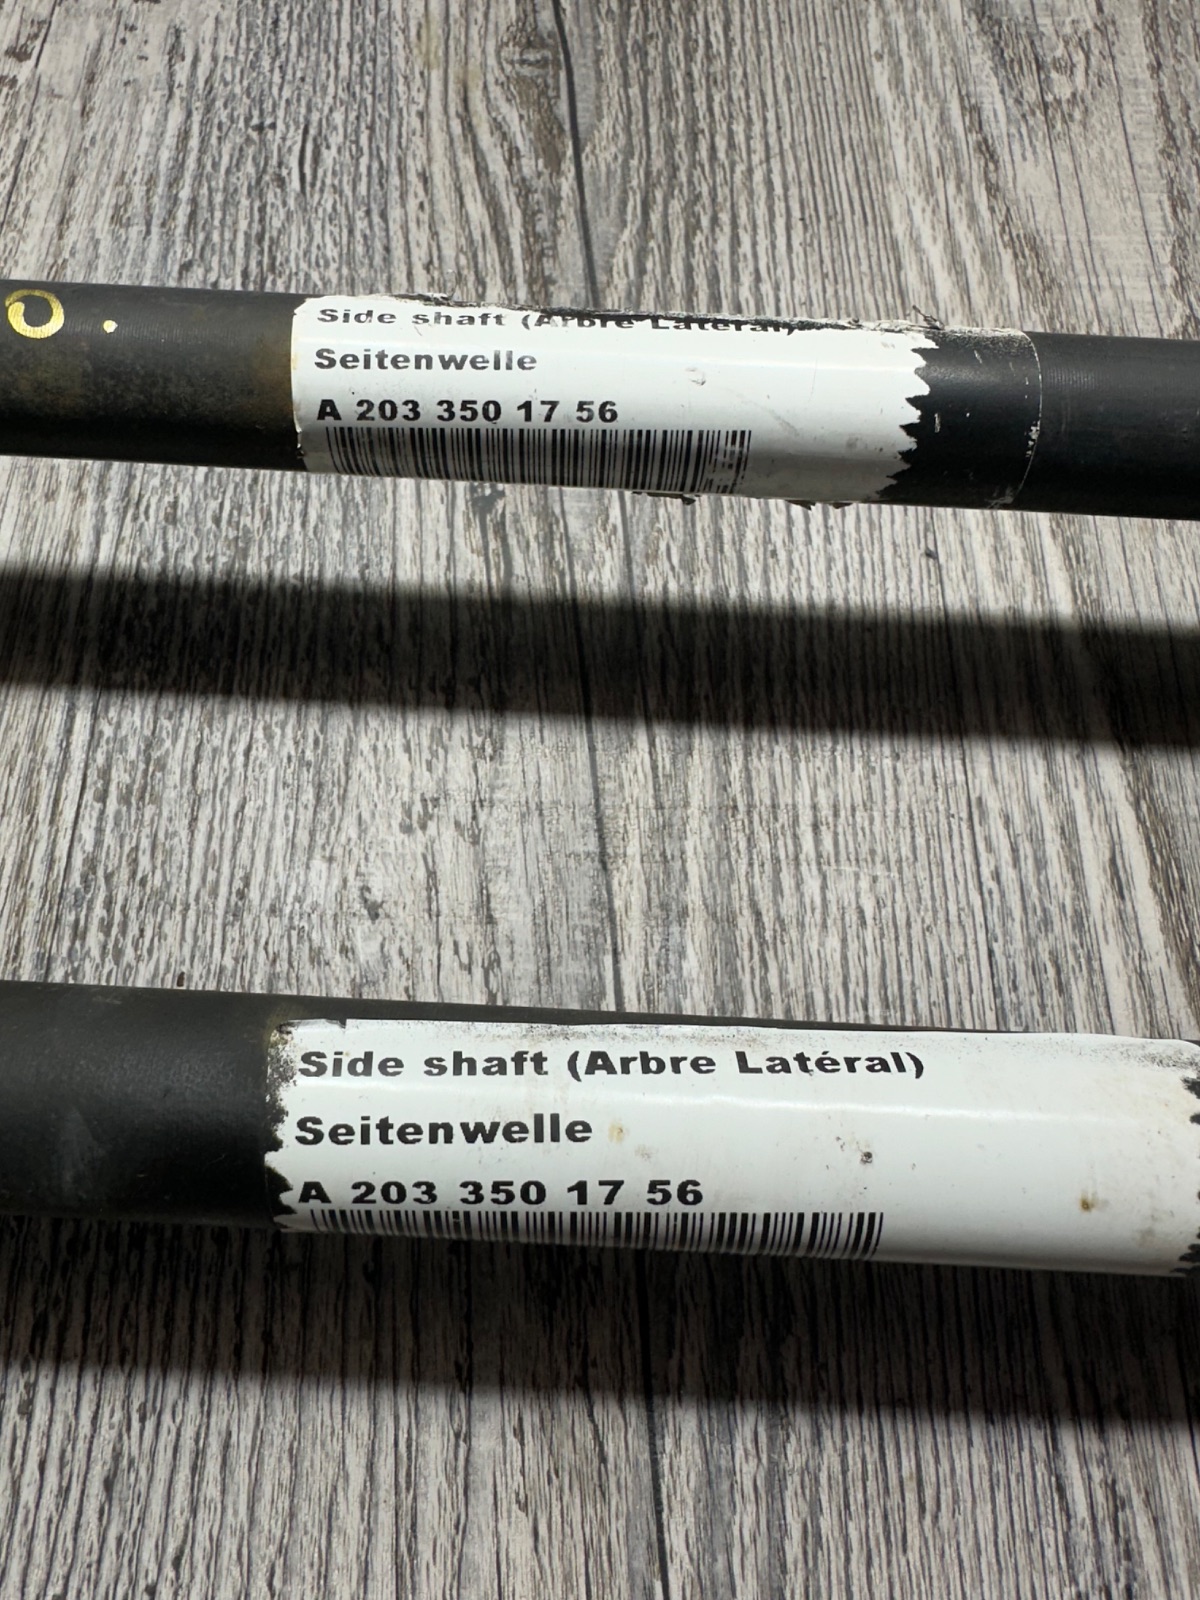 Side shaft (Arbre Latéral)
Seitenwelle
A 203 350 17 56
Side shaft (Arbre Latéral)
Seitenwelle
A 203 350 17 56